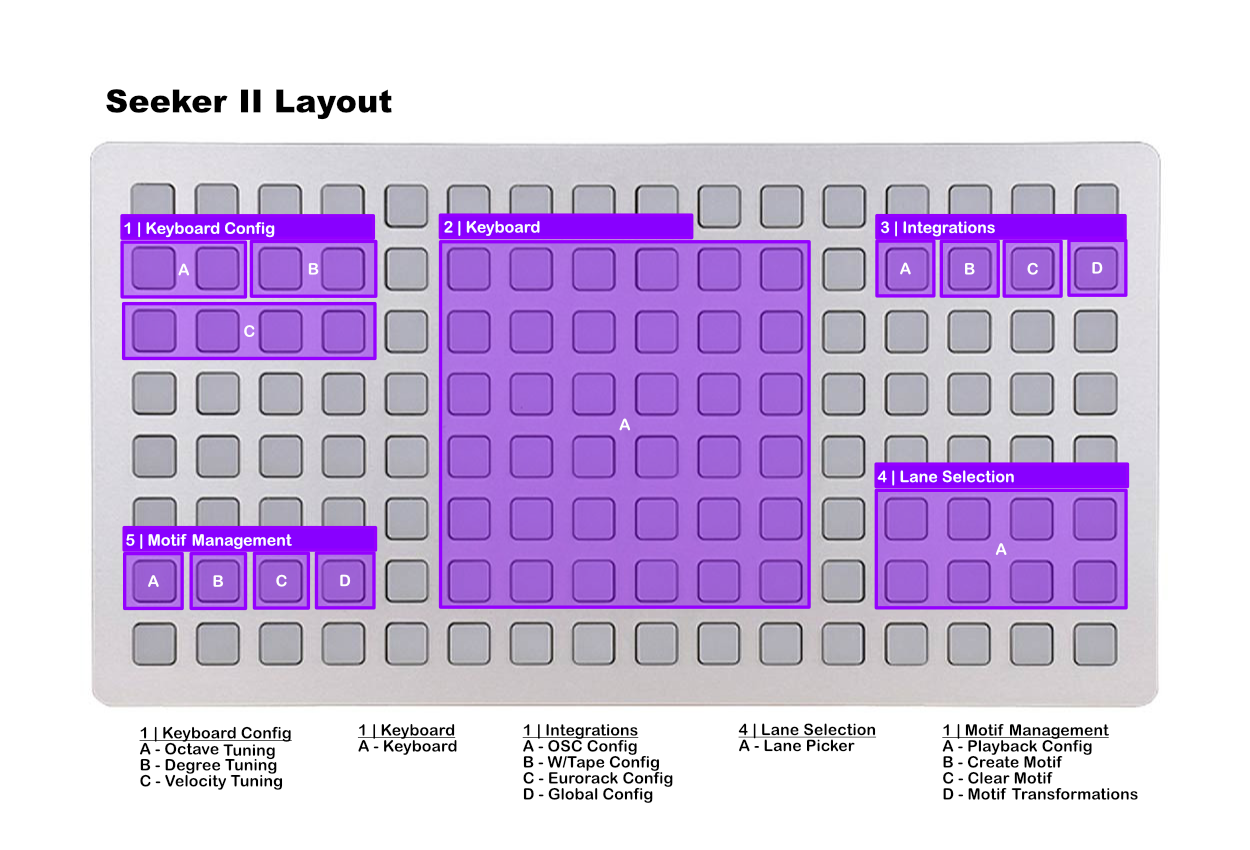 Seeker II Layout
1 | Keyboard Config
2 | Keyboard
3 | Integrations
A
B
A
B
C
D
C
A
4 | Lane Selection
A
5 | Motif Management
A
B
C
D
1 | Keyboard Config
A - Octave Tuning
B - Degree Tuning
C - Velocity Tuning
1 | Keyboard
A - Keyboard
1 | Integrations
A - OSC Config
B - W/Tape Config
C - Eurorack Config
D - Global Config
4 | Lane Selection
A - Lane Picker
1 | Motif Management
A - Playback Config
B - Create Motif
C - Clear Motif
D - Motif Transformations